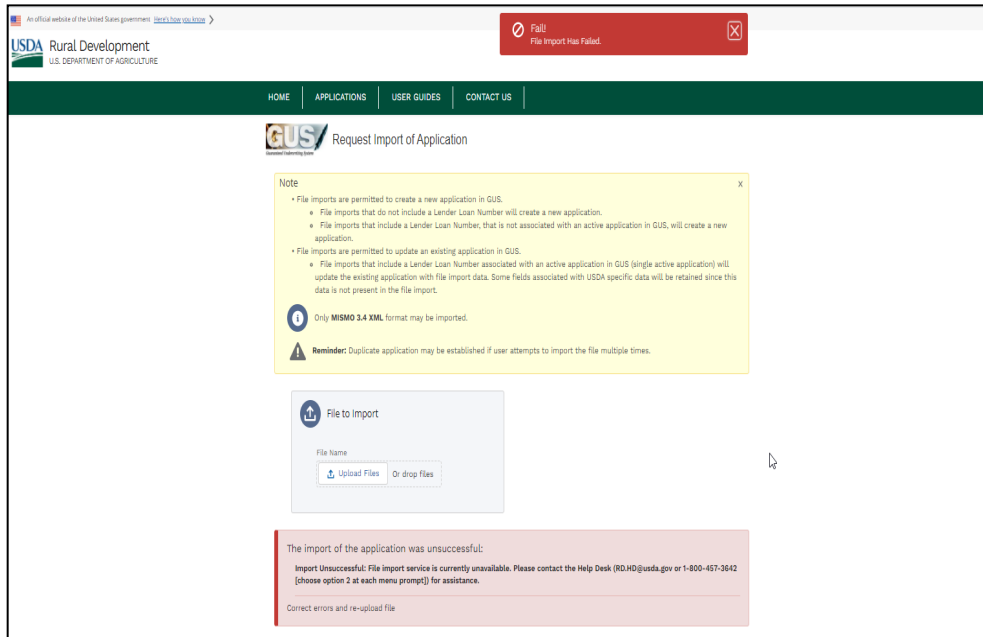 An official website of the United States government Here's how you know
Fail!
File Import Has Failed.
USDA Rural Development
U.S. DEPARTMENT OF AGRICULTURE
HOME APPLICATIONS USER GUIDES CONTACT US
GUS Request Import of Application
Guaranteed Underwriting System
Note x
• File imports are permitted to create a new application in GUS.
File imports that do not include a Lender Loan Number will create a new application.
File imports that include a Lender Loan Number, that is not associated with an active application in GUS, will create a new
application.
• File imports are permitted to update an existing application in GUS.
File imports that include a Lender Loan Number associated with an active application in GUS (single active application) will
update the existing application with file import data. Some fields associated with USDA specific data will be retained since this
data is not present in the file import.
Only MISMO 3.4 XML format may be imported.
Reminder: Duplicate application may be established if user attempts to import the file multiple times.
File to Import
File Name
Upload Files Or drop files
The import of the application was unsuccessful:
Import Unsuccessful: File import service is currently unavailable. Please contact the Help Desk (RD.HD@usda.gov or 1-800-457-3642
[choose option 2 at each menu prompt]) for assistance.
Correct errors and re-upload file